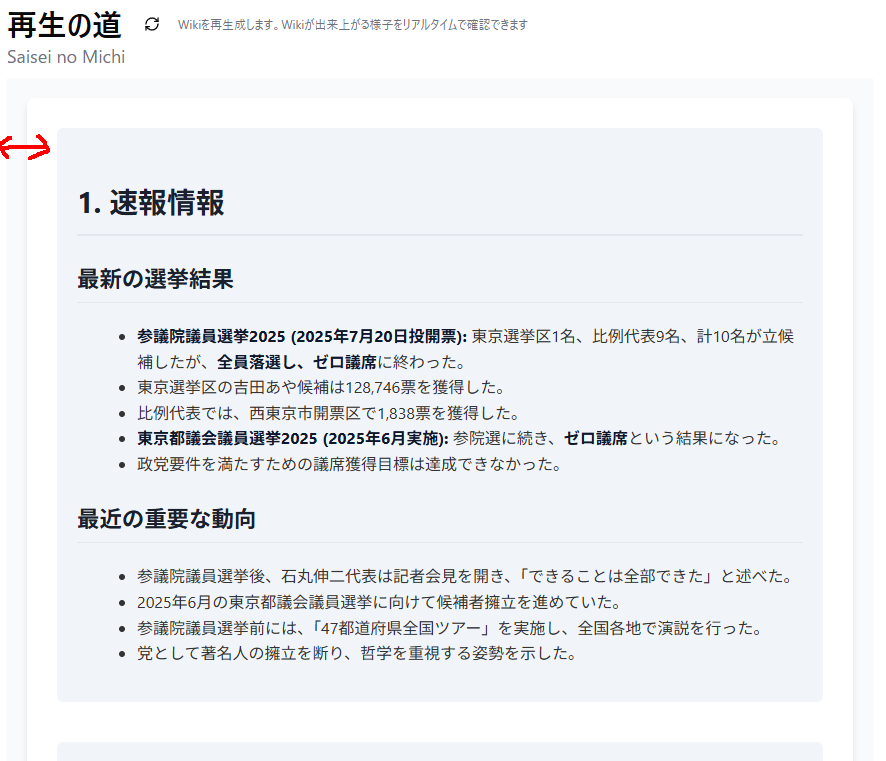 再生の道
Wikiを再生成します。Wikiが出来上がる様子をリアルタイムで確認できます
Saisei no Michi
1. 速報情報
最新の選挙結果
• 参議院議員選挙2025 (2025年7月20日投開票): 東京選挙区1名、比例代表9名、計10名が立候
補したが、全員落選し、ゼロ議席に終わった。
• 東京選挙区の吉田あや候補は128,746票を獲得した。
• 比例代表では、西東京市開票区で1,838票を獲得した。
• 東京都議会議員選挙2025 (2025年6月実施): 参院選に続き、ゼロ議席という結果になった。
• 政党要件を満たすための議席獲得目標は達成できなかった。
最近の重要な動向
• 参議院議員選挙後、石丸伸二代表は記者会見を開き、「できることは全部できた」と述べた。
• 2025年6月の東京都議会議員選挙に向けて候補者擁立を進めていた。
• 参議院議員選挙前には、「47都道府県全国ツアー」を実施し、全国各地で演説を行った。
• 党として著名人の擁立を断り、哲学を重視する姿勢を示した。